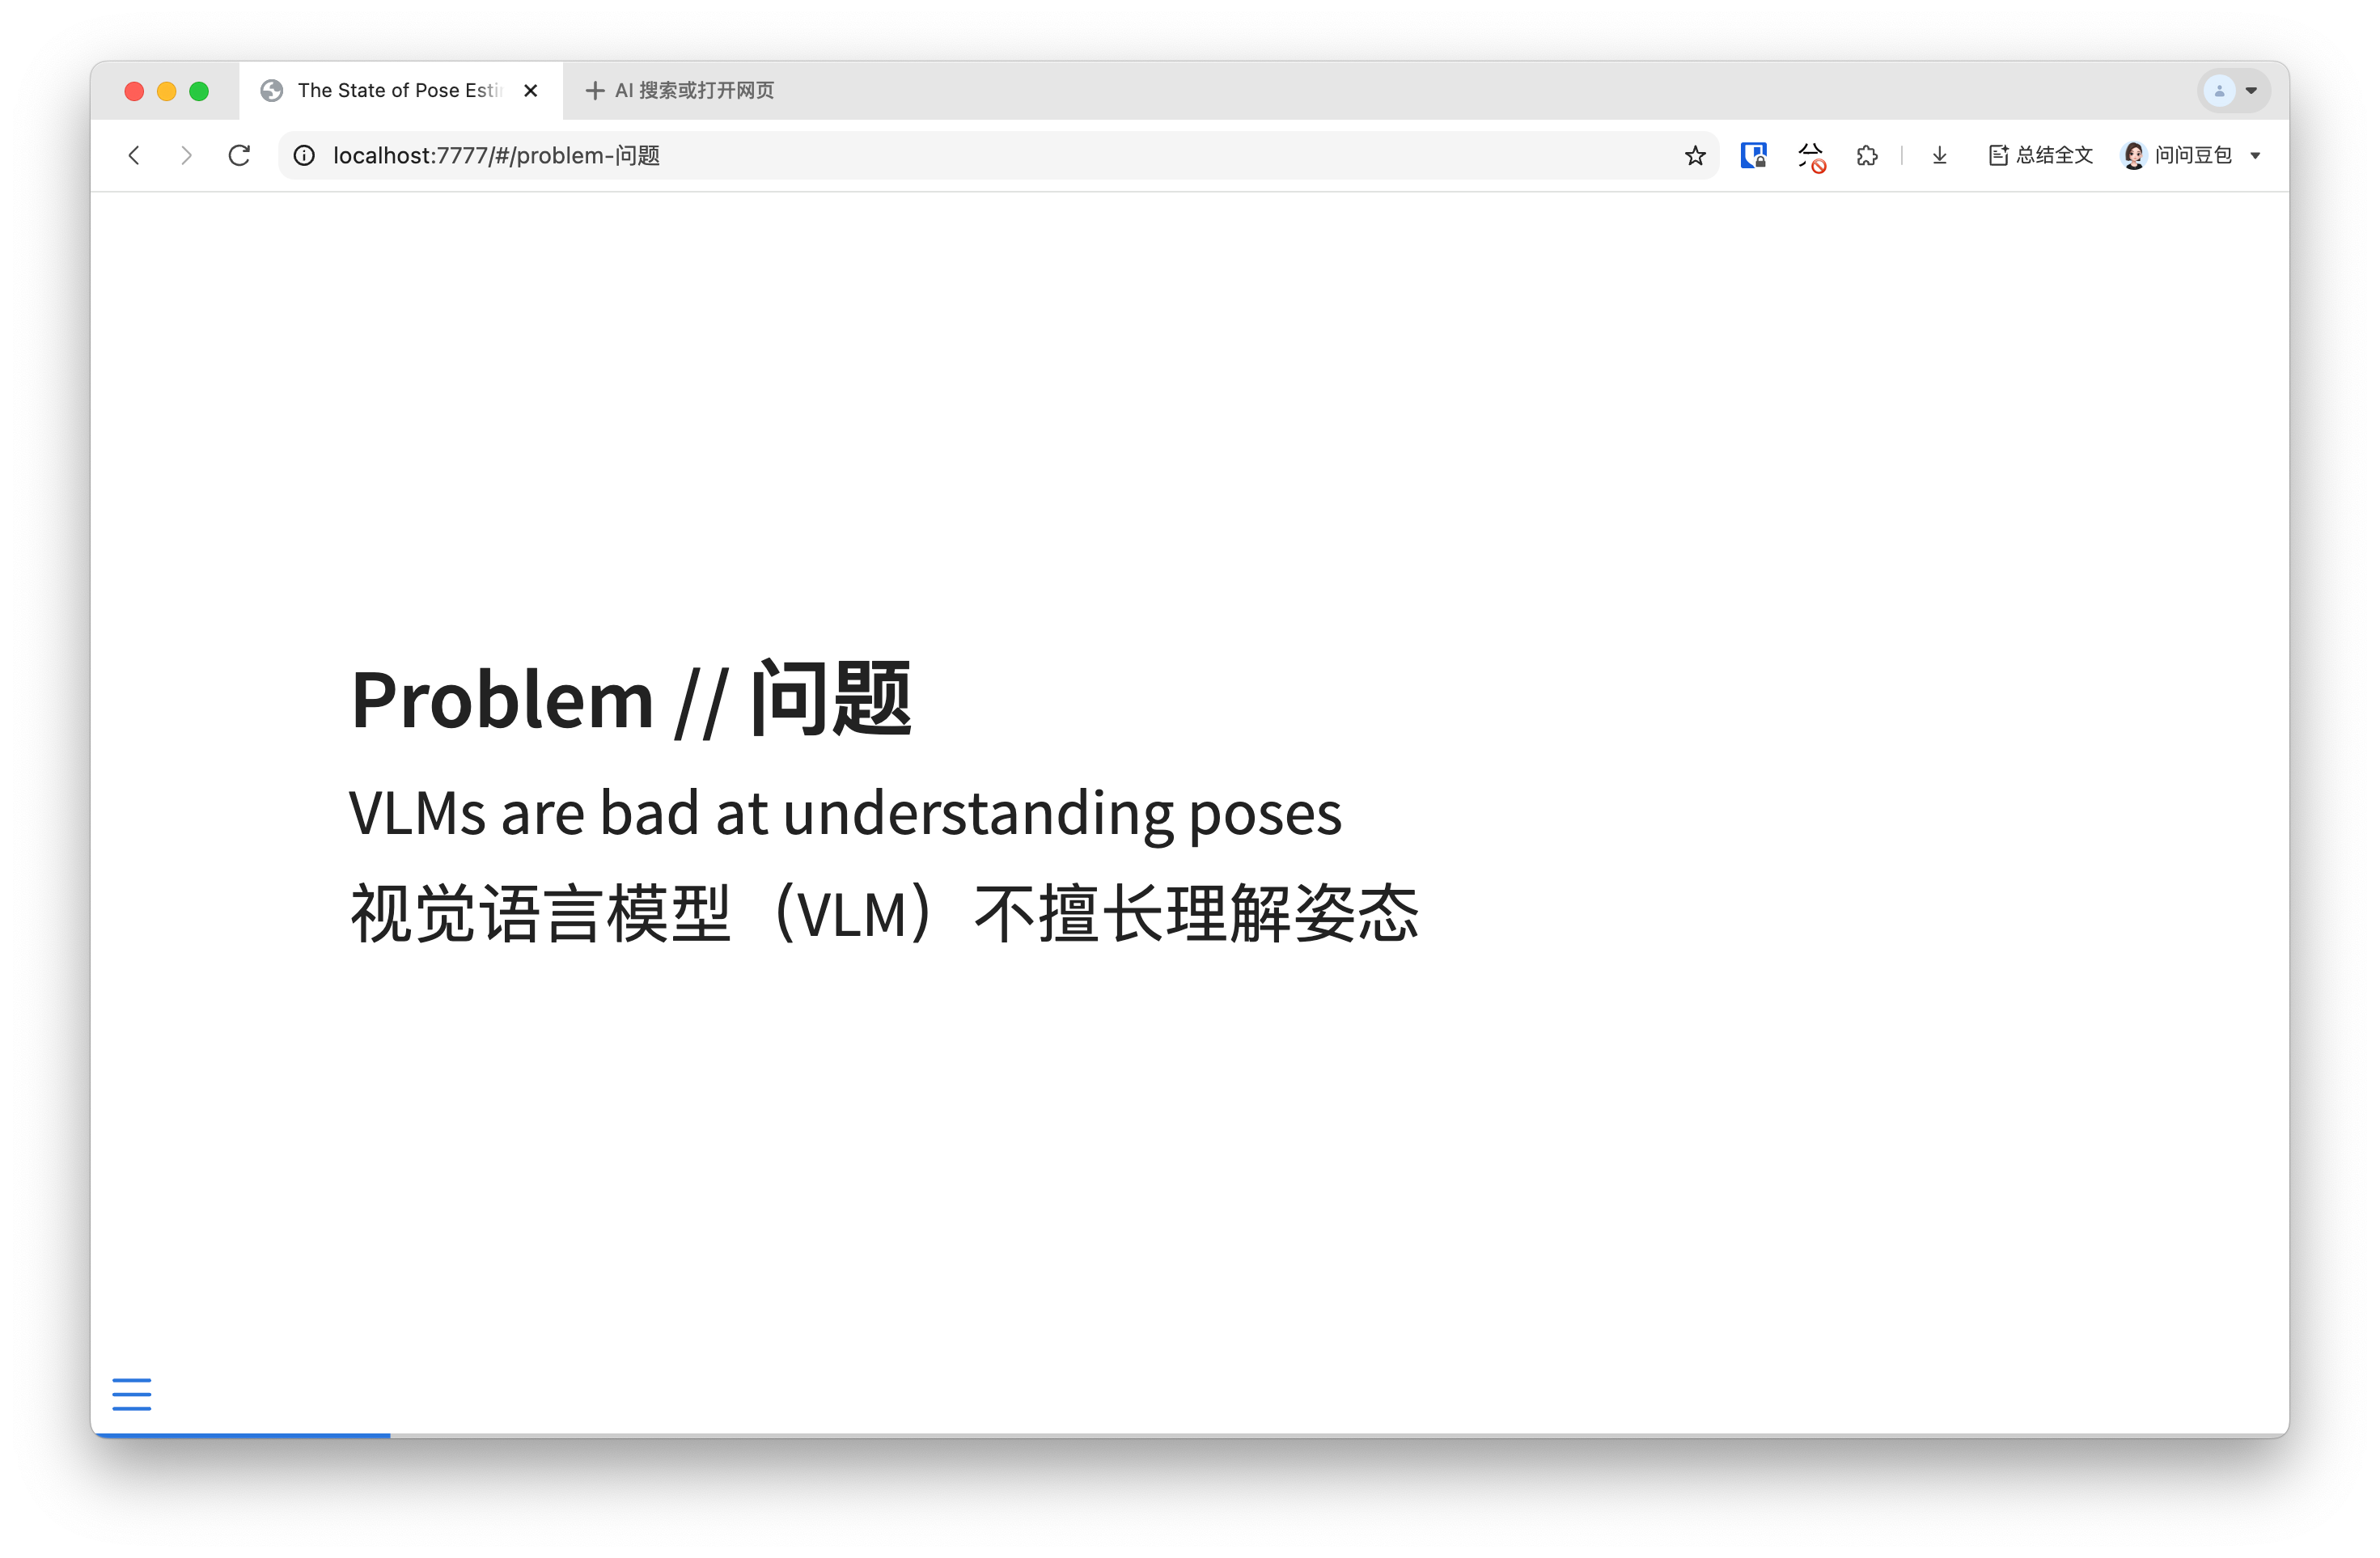 The State of Pose Esti
AI 搜索或打开网页
localhost:7777/#/problem-问题
总结全文
问问豆包
Problem // 问题
VLMs are bad at understanding poses
视觉语言模型（VLM）不擅长理解姿态